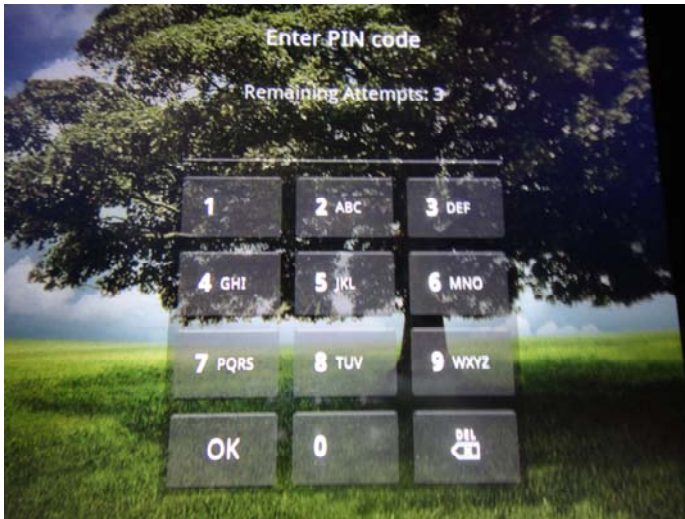 Enter PIN code
Remaining Attempts: 3
1
2 ABC
3 DEF
4 GHI
5 JKL
6 MNO
7 PQRS
8 TUV
9 WXYZ
OK
0
DEL